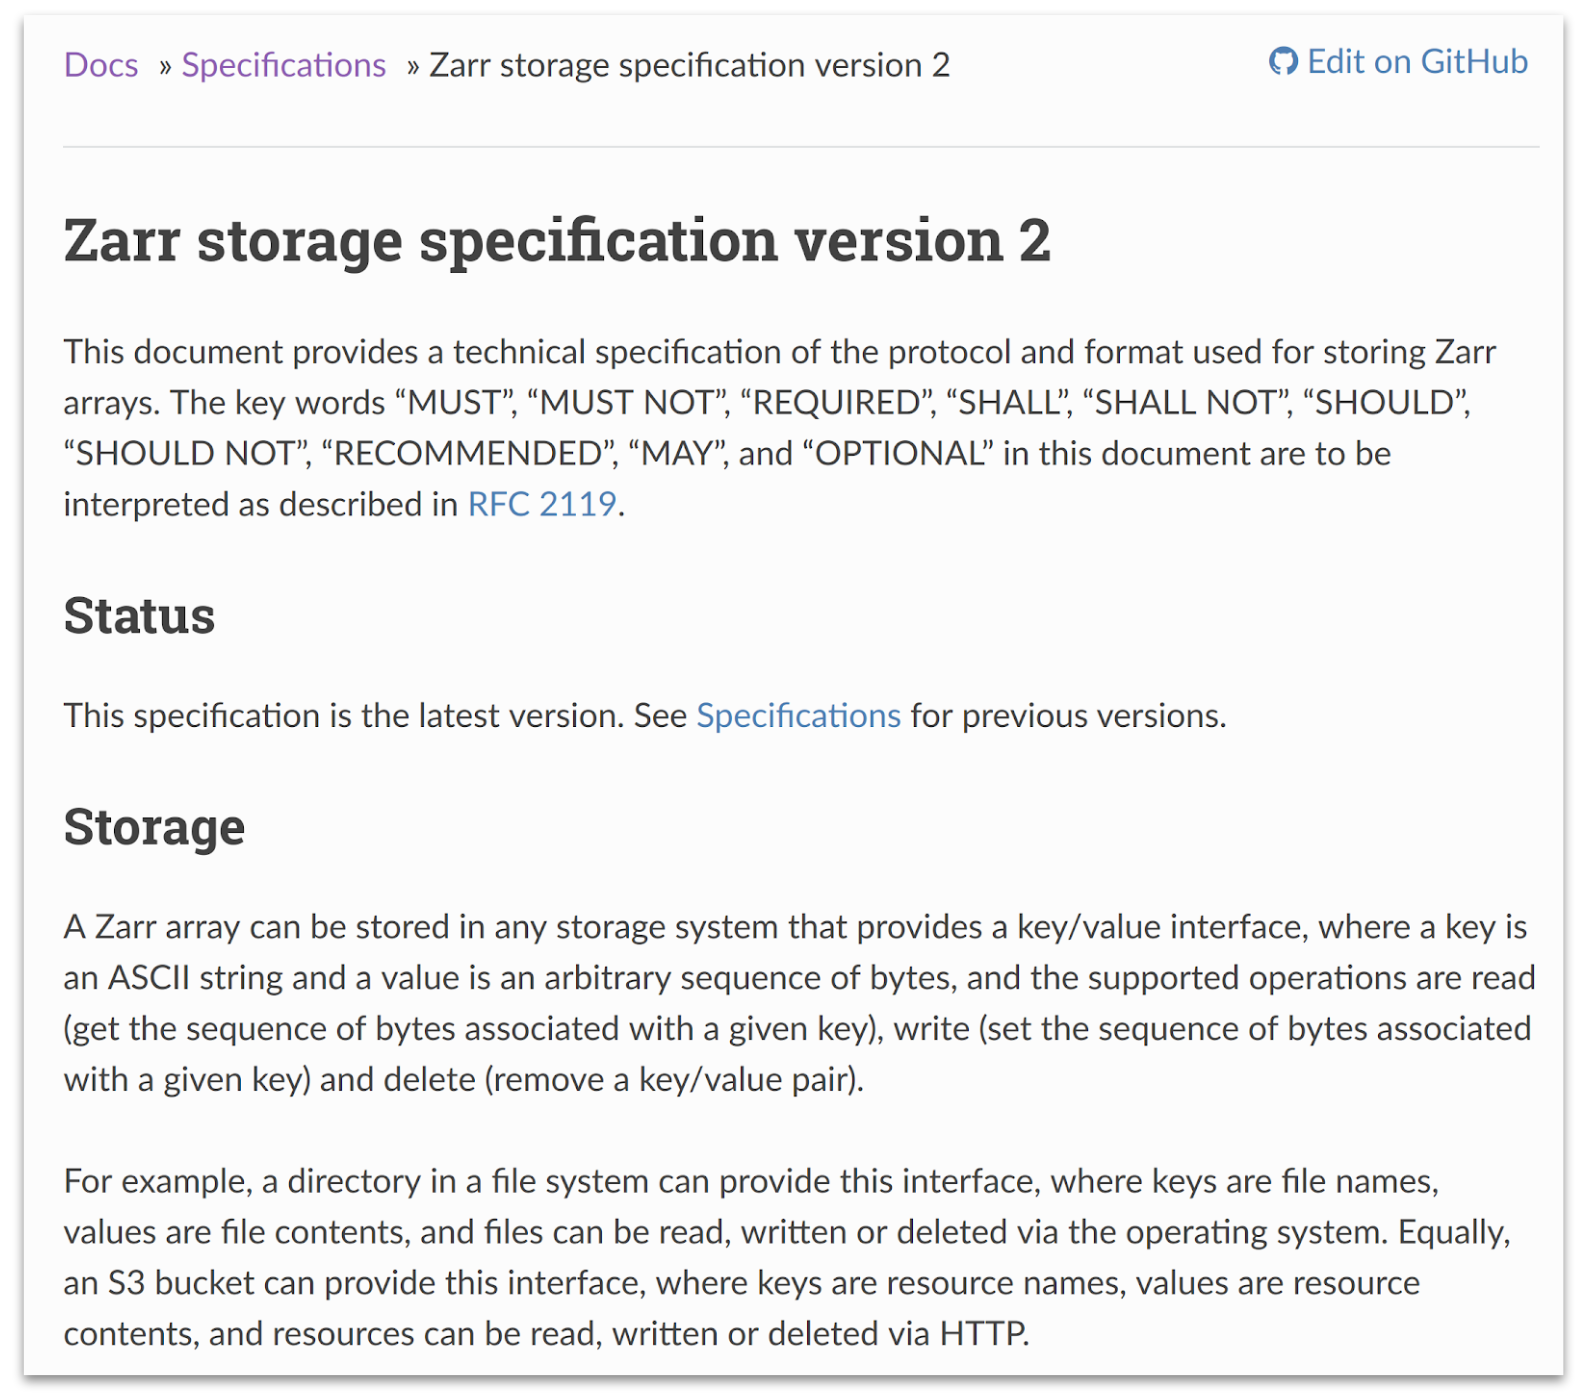 Docs » Specifications » Zarr storage specification version 2
Edit on GitHub
Zarr storage specification version 2
This document provides a technical specification of the protocol and format used for storing Zarr
arrays. The key words “MUST”, “MUST NOT”, “REQUIRED”, “SHALL”, “SHALL NOT”, “SHOULD”,
“SHOULD NOT”, “RECOMMENDED”, “MAY”, and “OPTIONAL” in this document are to be
interpreted as described in RFC 2119.
Status
This specification is the latest version. See Specifications for previous versions.
Storage
A Zarr array can be stored in any storage system that provides a key/value interface, where a key is
an ASCII string and a value is an arbitrary sequence of bytes, and the supported operations are read
(get the sequence of bytes associated with a given key), write (set the sequence of bytes associated
with a given key) and delete (remove a key/value pair).
For example, a directory in a file system can provide this interface, where keys are file names,
values are file contents, and files can be read, written or deleted via the operating system. Equally,
an S3 bucket can provide this interface, where keys are resource names, values are resource
contents, and resources can be read, written or deleted via HTTP.